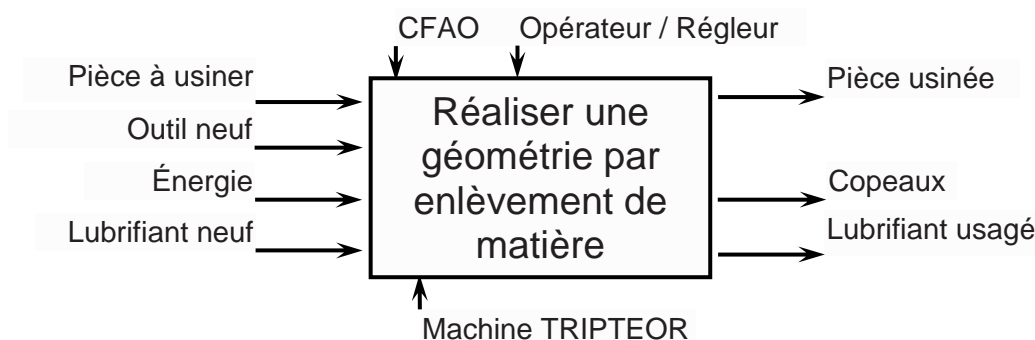 CFAO
Opérateur / Régleur
Pièce à usiner
Outil neuf
Énergie
Lubrifiant neuf
Réaliser une
géométrie par
enlèvement de
matière
Pièce usinée
Copeaux
Lubrifiant usagé
Machine TRIPTEOR